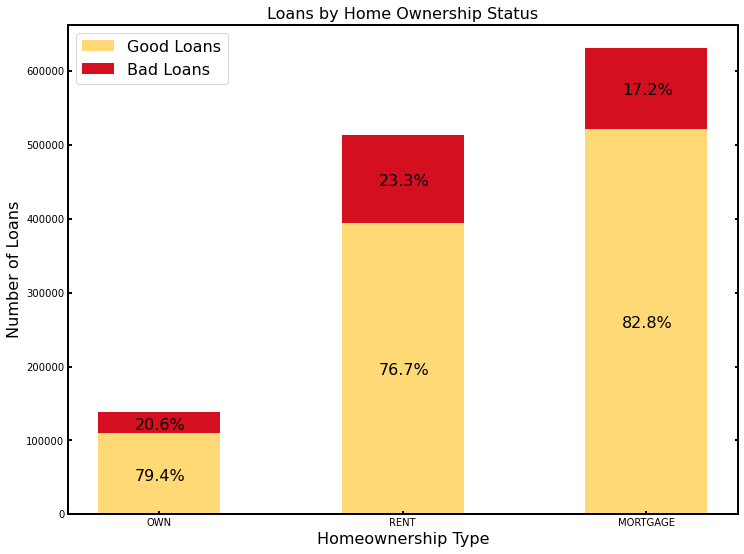 Loans by Home Ownership Status
Good Loans
Bad Loans
Number of Loans
600000
500000
400000
300000
200000
100000
0
17.2%
23.3%
82.8%
76.7%
20.6%
79.4%
OWN
RENT
MORTGAGE
Homeownership Type